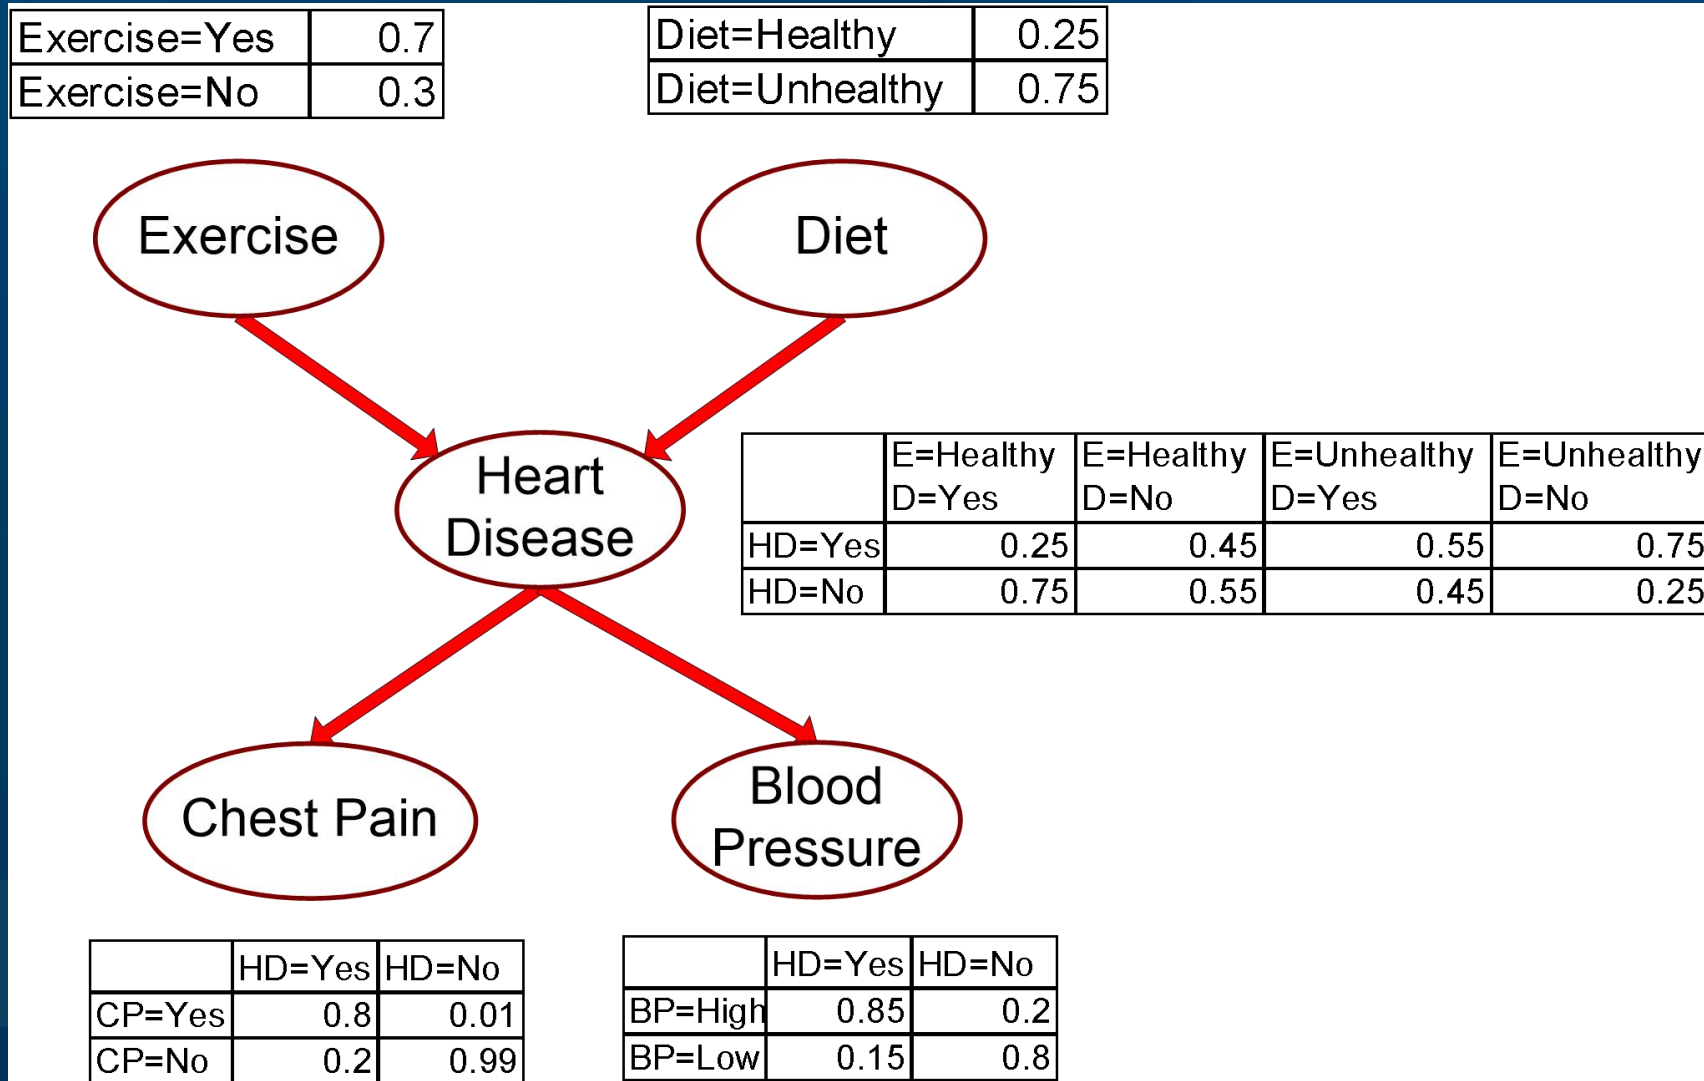 Exercise=Yes 0.7
Exercise=No 0.3
Diet=Healthy 0.25
Diet=Unhealthy 0.75
Exercise
Diet
Heart
Disease
E=Healthy E=Healthy E=Unhealthy E=Unhealthy
D=Yes D=No D=Yes D=No
HD=Yes 0.25 0.45 0.55 0.75
HD=No 0.75 0.55 0.45 0.25
Chest Pain
Blood
Pressure
HD=Yes HD=No
CP=Yes 0.8 0.01
CP=No 0.2 0.99
HD=Yes HD=No
BP=High 0.85 0.2
BP=Low 0.15 0.8